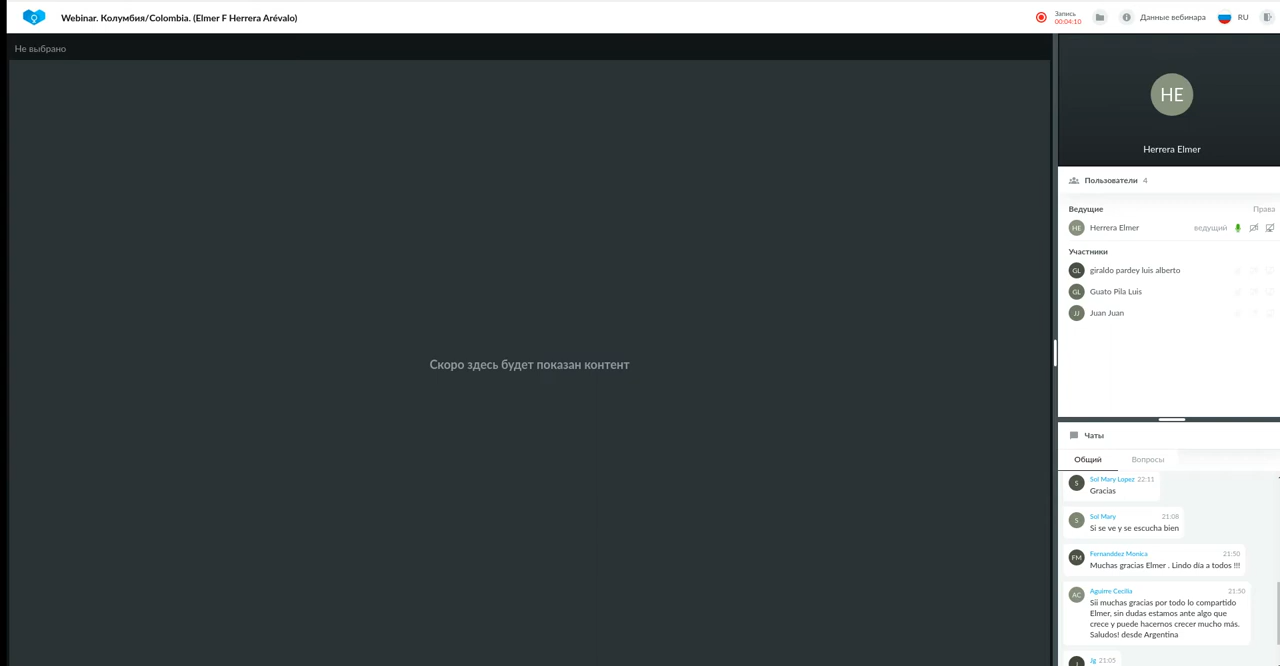 Webinar. Колумбия/Colombia. (Elmer F Herrera Arévalo)
Запись
00:04:10
Данные вебинара
RU
Не выбрано
Скоро здесь будет показан контент
HE
Herrera Elmer
Пользователи 4
Ведущие Права
HE Herrera Elmer ведущий
Участники
GL giraldo pardey luis alberto
GL Guato Pila Luis
JJ Juan Juan
Чаты
Общий Вопросы
S Sol Mary Lopez 22:11
Gracias
S Sol Mary 21:08
Si se ve y se escucha bien
FM Fernanddez Monica 21:50
Muchas gracias Elmer . Lindo día a todos !!!
AC Aguirre Cecilia 21:50
Sii muchas gracias por todo lo compartido
Elmer, sin dudas estamos ante algo que
crece y puede hacernos crecer mucho más.
Saludos! desde Argentina
Jg 21:05